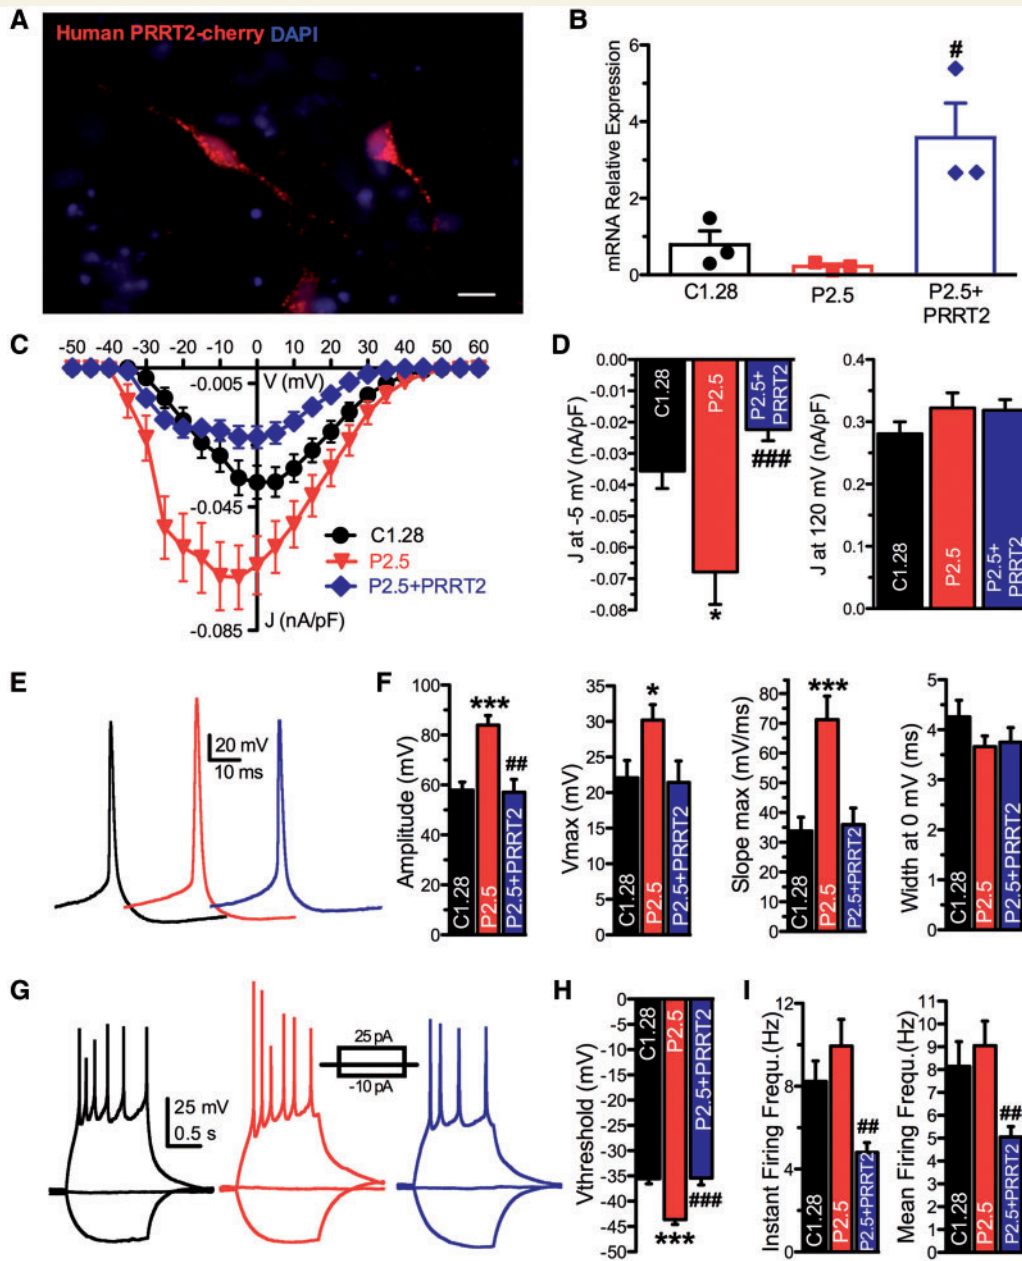 A
Human PRRT2-cherry DAPI
B
mRNA Relative Expression
6
4
2
0
#
C1.28
P2.5
P2.5+
PRRT2
C
-50 -40 -30 -20 -10 0 10 20 30 40 50 60
V (mV)
-0.005
-0.045
-0.085
J (nA/pF)
C1.28
P2.5
P2.5+PRRT2
D
J at -5 mV (nA/pF)
0.00
-0.01
-0.02
-0.03
-0.04
-0.05
-0.06
-0.07
-0.08
C1.28
P2.5
P2.5+
PRRT2
*
###
J at 120 mV (nA/pF)
0.4
0.3
0.2
0.1
0.0
C1.28
P2.5
P2.5+
PRRT2
E
20 mV
10 ms
F
Amplitude (mV)
100
80
60
40
20
0
***
##
C1.28
P2.5
P2.5+PRRT2
Vmax (mV)
35
30
25
20
15
10
5
0
*
C1.28
P2.5
P2.5+PRRT2
Slope max (mV/ms)
80
70
60
50
40
30
20
10
0
***
C1.28
P2.5
P2.5+PRRT2
Width at 0 mV (ms)
5
4
3
2
1
0
C1.28
P2.5
P2.5+PRRT2
G
25 mV
0.5 s
25 pA
-10 pA
H
Vthreshold (mV)
0
-5
-10
-15
-20
-25
-30
-35
-40
-45
-50
C1.28
P2.5
P2.5+PRRT2
***
###
I
Instant Firing Frequ.(Hz)
12
8
4
0
##
C1.28
P2.5
P2.5+PRRT2
Mean Firing Frequ.(Hz)
11
10
9
8
7
6
5
4
3
2
1
0
##
C1.28
P2.5
P2.5+PRRT2